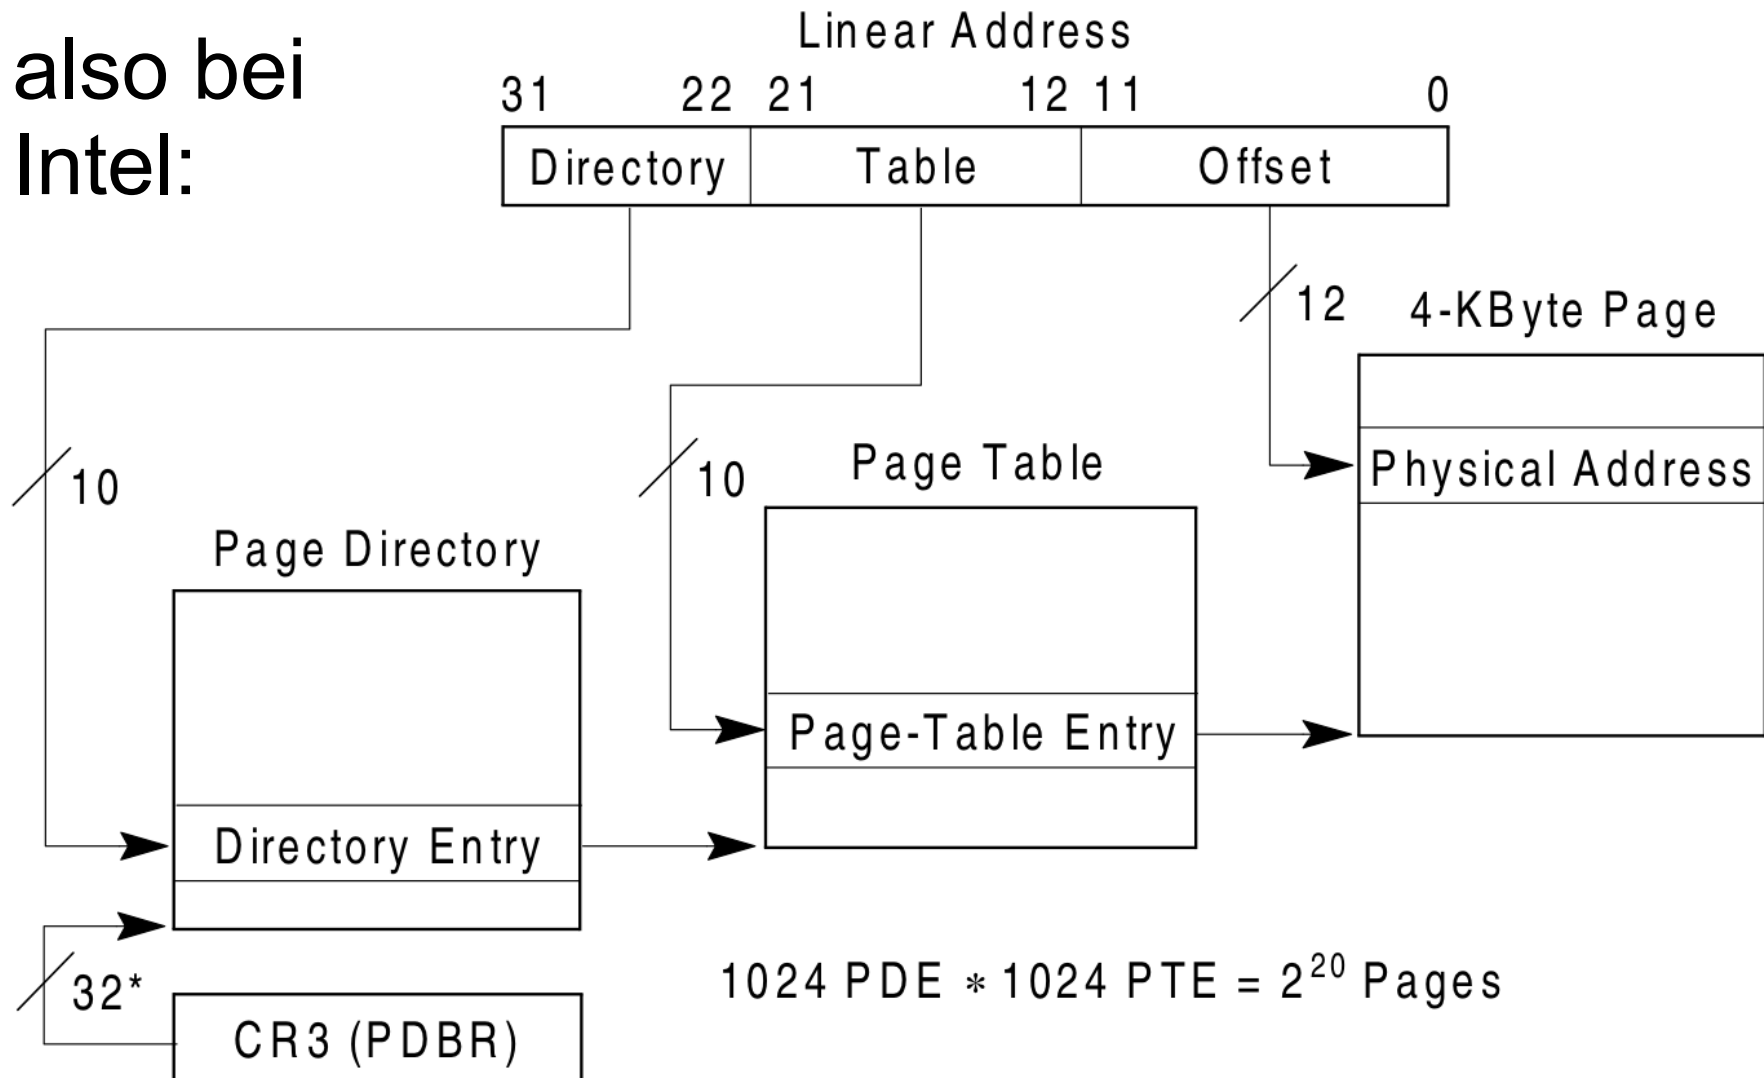 also bei
Intel:
Linear Address
31 22 21 12 11 0
Directory Table Offset
12
4-KByte Page
Physical Address
10
10
Page Table
Page Directory
Page-Table Entry
Directory Entry
32*
1024 PDE * 1024 PTE = 2^20 Pages
CR3 (PDBR)